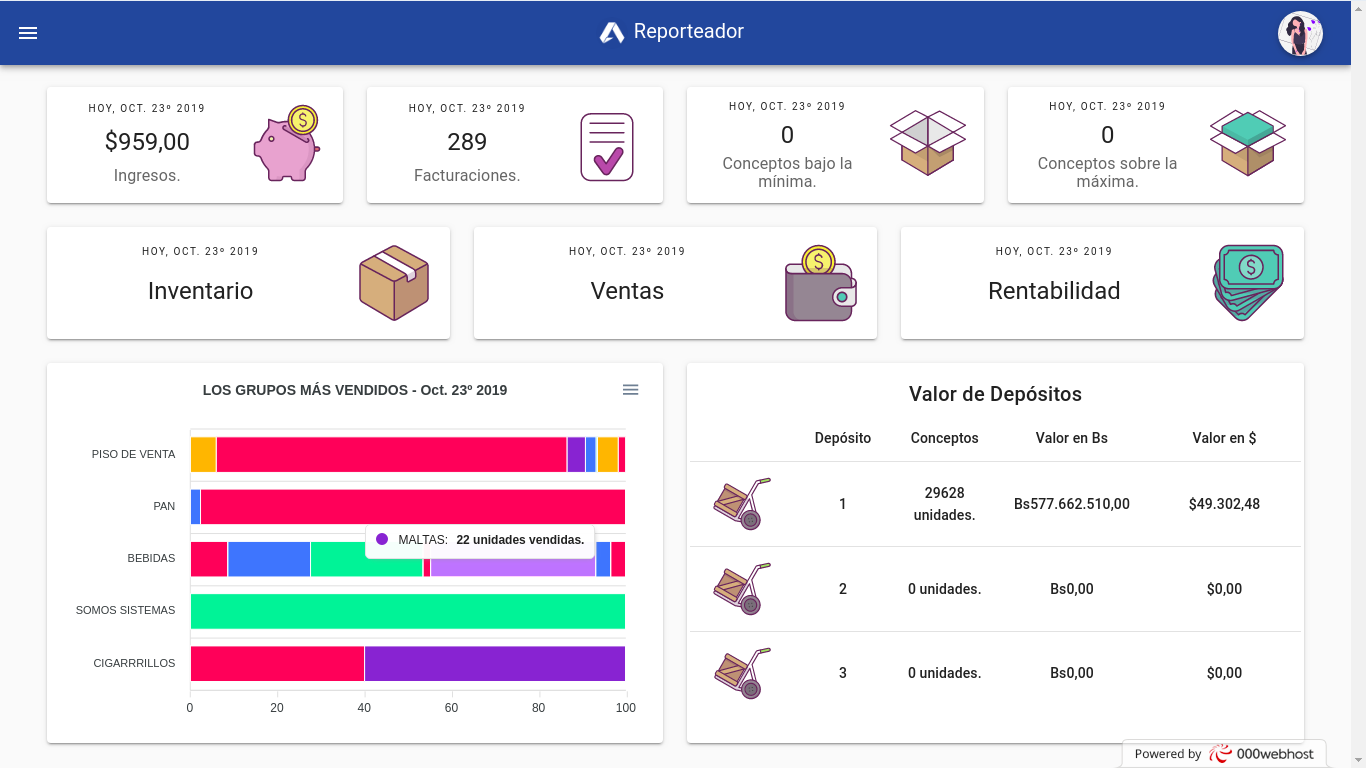 Reporteador
HOY, OCT. 23º 2019
$959,00
Ingresos.
HOY, OCT. 23º 2019
289
Facturaciones.
HOY, OCT. 23º 2019
0
Conceptos bajo la
mínima.
HOY, OCT. 23º 2019
0
Conceptos sobre la
máxima.
HOY, OCT. 23º 2019
Inventario
HOY, OCT. 23º 2019
Ventas
HOY, OCT. 23º 2019
Rentabilidad
LOS GRUPOS MÁS VENDIDOS - Oct. 23º 2019
PISO DE VENTA
PAN
MALTAS: 22 unidades vendidas.
BEBIDAS
SOMOS SISTEMAS
CIGARRRILLOS
0 20 40 60 80 100
Valor de Depósitos
Depósito Conceptos Valor en Bs Valor en $
1 29628 unidades. Bs577.662.510,00 $49.302,48
2 0 unidades. Bs0,00 $0,00
3 0 unidades. Bs0,00 $0,00
Powered by 000webhost